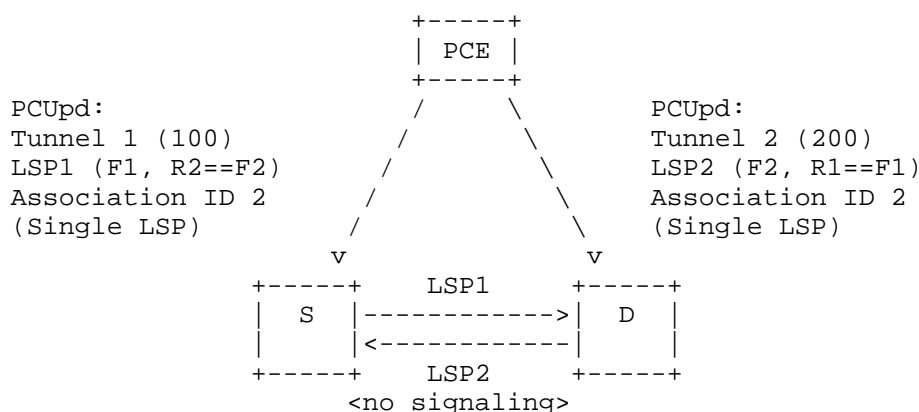 PCE
PCUpd:
Tunnel 1 (100)
LSP1 (F1, R2==F2)
Association ID 2
(Single LSP)
PCUpd:
Tunnel 2 (200)
LSP2 (F2, R1==F1)
Association ID 2
(Single LSP)
v v
LSP1
S D
LSP2
<no signaling>